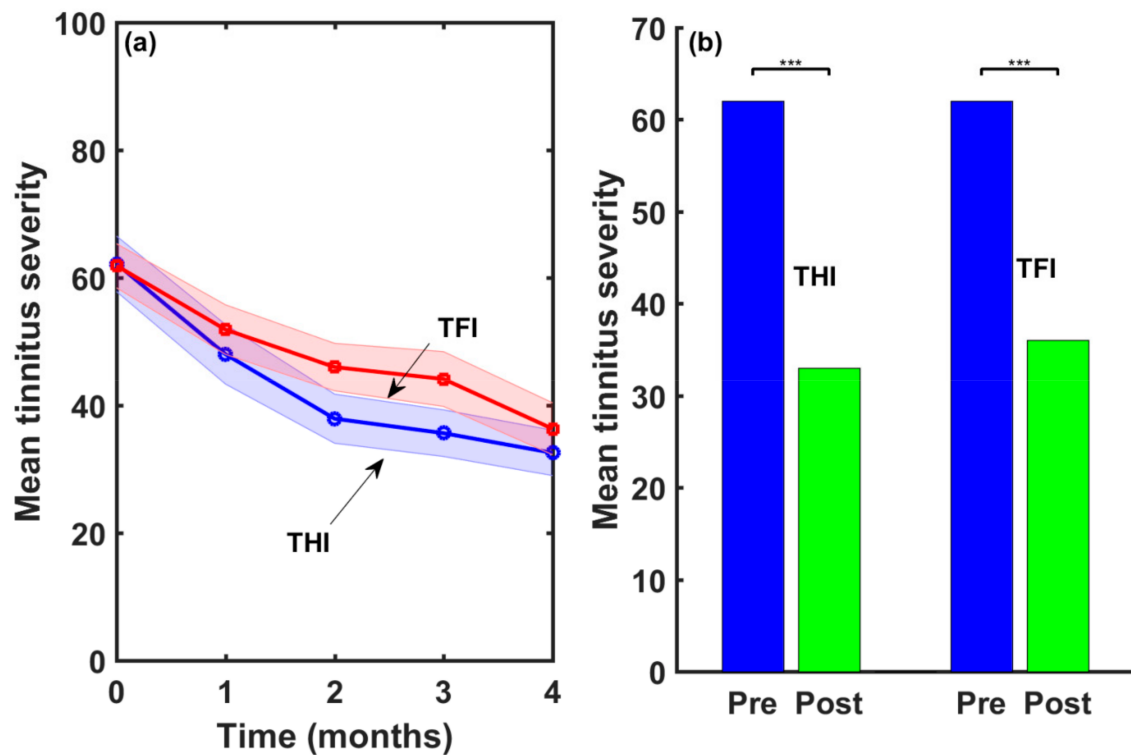 (a)
100
80
60
40
20
0
0 1 2 3 4
Mean tinnitus severity
Time (months)
TFI
THI
(b)
70
60
50
40
30
20
10
0
Mean tinnitus severity
*** ***
THI TFI
Pre Post Pre Post